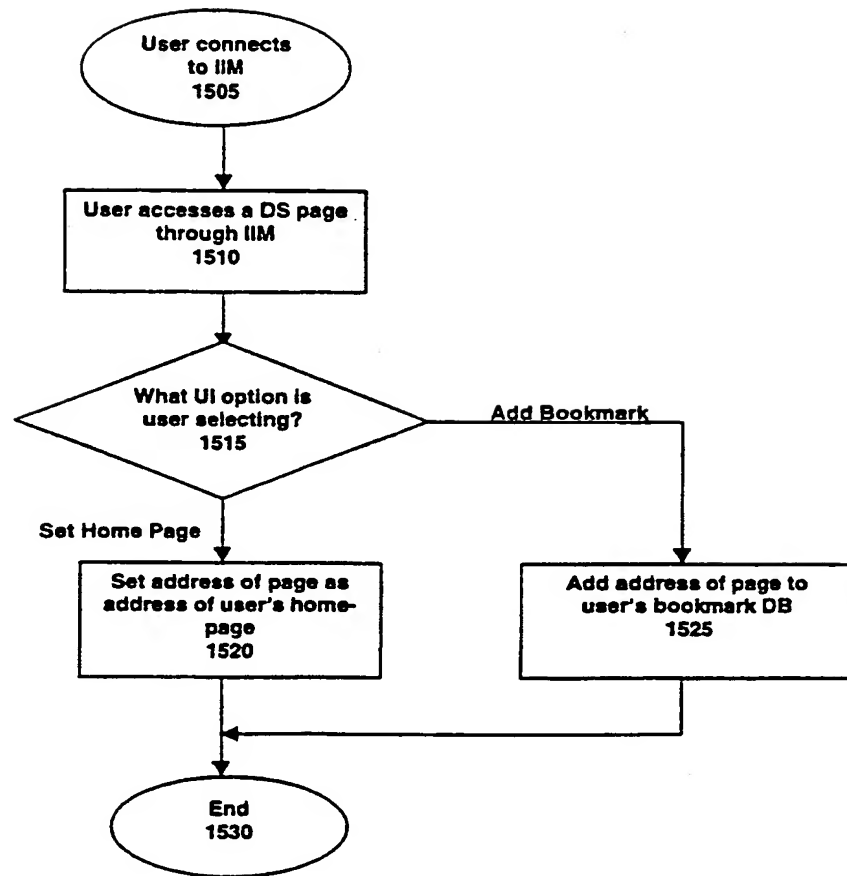 User connects
to IIM
1505
User accesses a DS page
through IIM
1510
What UI option is
user selecting?
1515
Add Bookmark
Set Home Page
Set address of page as
address of user's home-
page
1520
Add address of page to
user's bookmark DB
1525
End
1530